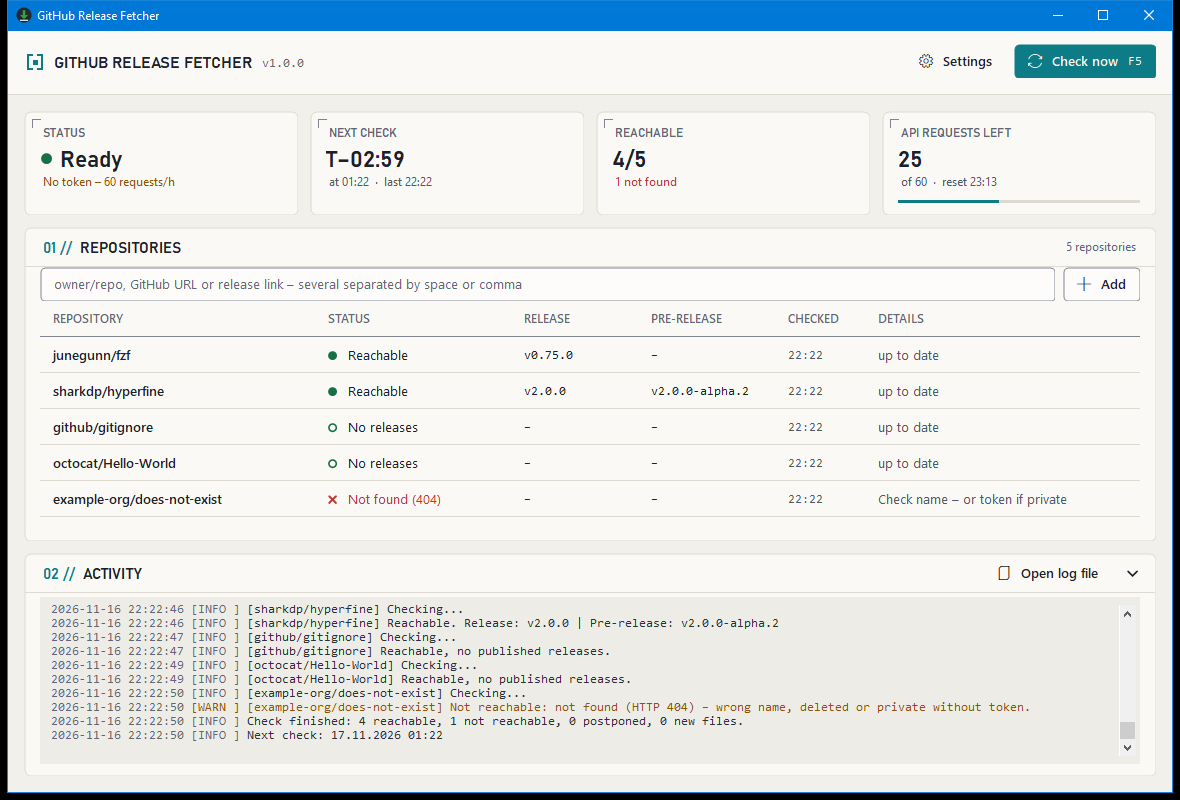 GitHub Release Fetcher
GITHUB RELEASE FETCHER v1.0.0
Settings
Check now F5
STATUS
Ready
No token – 60 requests/h
NEXT CHECK
T−02:59
at 01:22 · last 22:22
REACHABLE
4/5
1 not found
API REQUESTS LEFT
25
of 60 · reset 23:13
01 // REPOSITORIES
5 repositories
owner/repo, GitHub URL or release link – several separated by space or comma
Add
REPOSITORY STATUS RELEASE PRE-RELEASE CHECKED DETAILS
junegunn/fzf Reachable v0.75.0 – 22:22 up to date
sharkdp/hyperfine Reachable v2.0.0 v2.0.0-alpha.2 22:22 up to date
github/gitignore No releases – – 22:22 up to date
octocat/Hello-World No releases – – 22:22 up to date
example-org/does-not-exist Not found (404) – – 22:22 Check name – or token if private
02 // ACTIVITY
Open log file
2026-11-16 22:22:46 [INFO ] [sharkdp/hyperfine] Checking...
2026-11-16 22:22:46 [INFO ] [sharkdp/hyperfine] Reachable. Release: v2.0.0 | Pre-release: v2.0.0-alpha.2
2026-11-16 22:22:47 [INFO ] [github/gitignore] Checking...
2026-11-16 22:22:47 [INFO ] [github/gitignore] Reachable, no published releases.
2026-11-16 22:22:49 [INFO ] [octocat/Hello-World] Checking...
2026-11-16 22:22:49 [INFO ] [octocat/Hello-World] Reachable, no published releases.
2026-11-16 22:22:50 [INFO ] [example-org/does-not-exist] Checking...
2026-11-16 22:22:50 [WARN ] [example-org/does-not-exist] Not reachable: not found (HTTP 404) – wrong name, deleted or private without token.
2026-11-16 22:22:50 [INFO ] Check finished: 4 reachable, 1 not reachable, 0 postponed, 0 new files.
2026-11-16 22:22:50 [INFO ] Next check: 17.11.2026 01:22